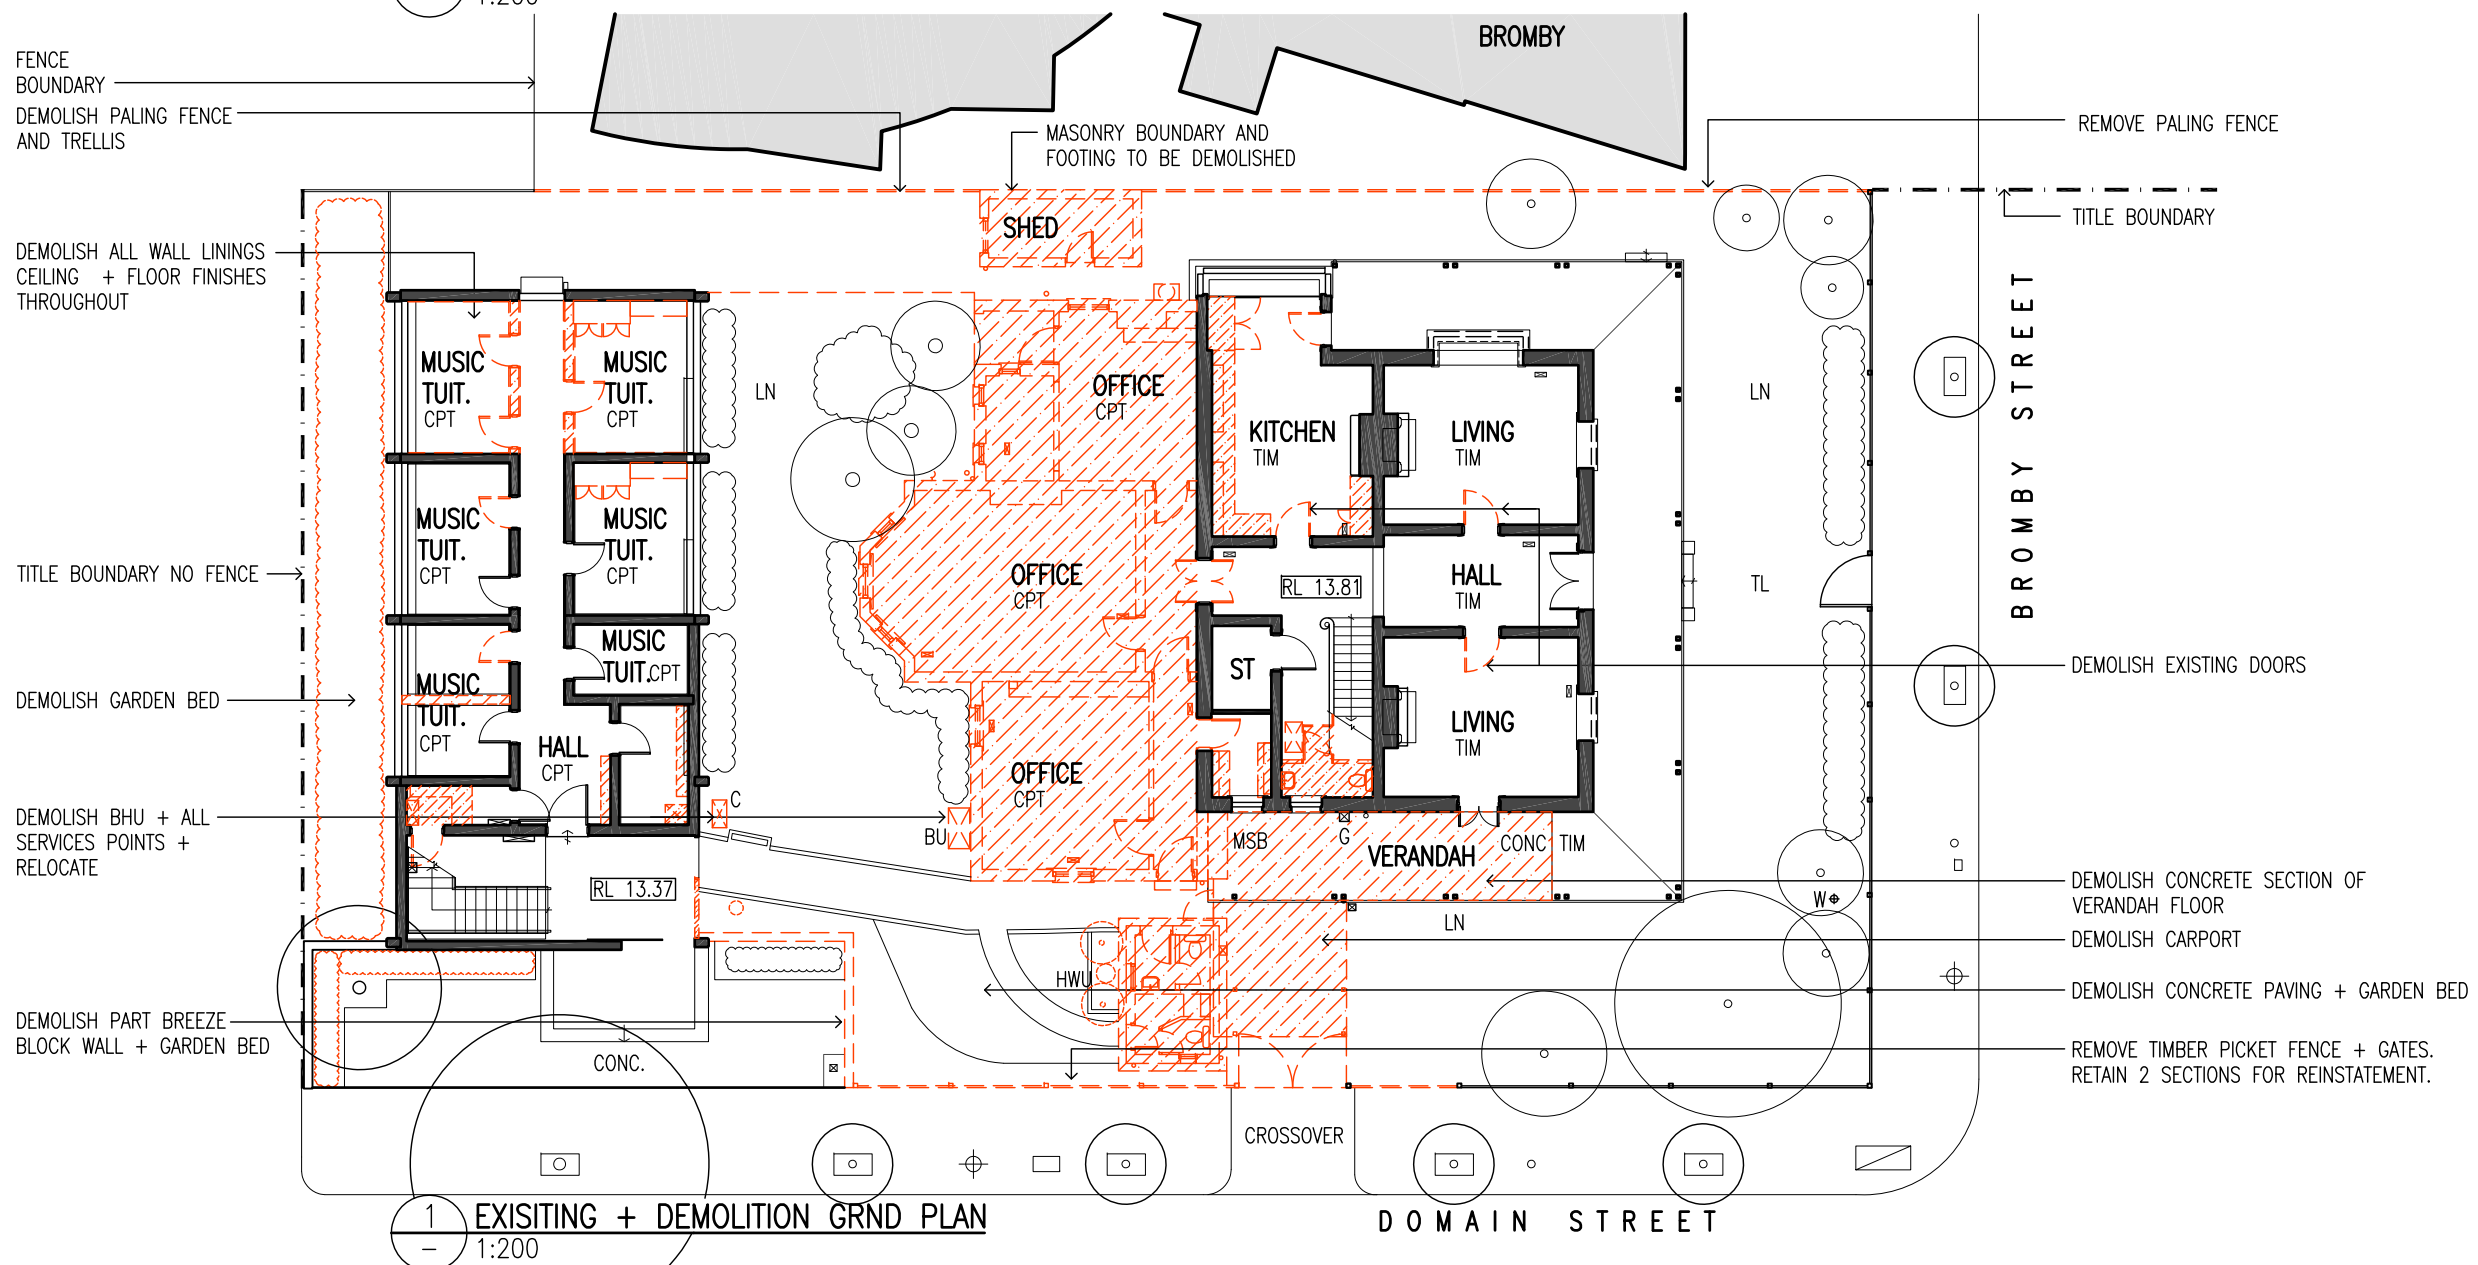 1:200
BROMBY
FENCE
BOUNDARY
DEMOLISH PALING FENCE
AND TRELLIS
MASONRY BOUNDARY AND
FOOTING TO BE DEMOLISHED
REMOVE PALING FENCE
TITLE BOUNDARY
SHED
DEMOLISH ALL WALL LININGS
CEILING + FLOOR FINISHES
THROUGHOUT
MUSIC
TUIT.
CPT
MUSIC
TUIT.
CPT
LN
OFFICE
CPT
KITCHEN
TIM
LIVING
TIM
LN
BROMBY STREET
MUSIC
TUIT.
CPT
MUSIC
TUIT.
CPT
TITLE BOUNDARY NO FENCE
OFFICE
CPT
RL 13.81
HALL
TIM
TL
MUSIC
TUIT.
CPT
MUSIC
TUIT.CPT
ST
DEMOLISH EXISTING DOORS
DEMOLISH GARDEN BED
HALL
CPT
OFFICE
CPT
LIVING
TIM
DEMOLISH BHU + ALL
SERVICES POINTS +
RELOCATE
C
BU
MSB
G
VERANDAH
CONC
TIM
RL 13.37
W
LN
DEMOLISH CONCRETE SECTION OF
VERANDAH FLOOR
DEMOLISH CARPORT
HWU
DEMOLISH CONCRETE PAVING + GARDEN BED
DEMOLISH PART BREEZE
BLOCK WALL + GARDEN BED
CONC.
REMOVE TIMBER PICKET FENCE + GATES.
RETAIN 2 SECTIONS FOR REINSTATEMENT.
CROSSOVER
1
EXISITING + DEMOLITION GRND PLAN
–
1:200
DOMAIN STREET